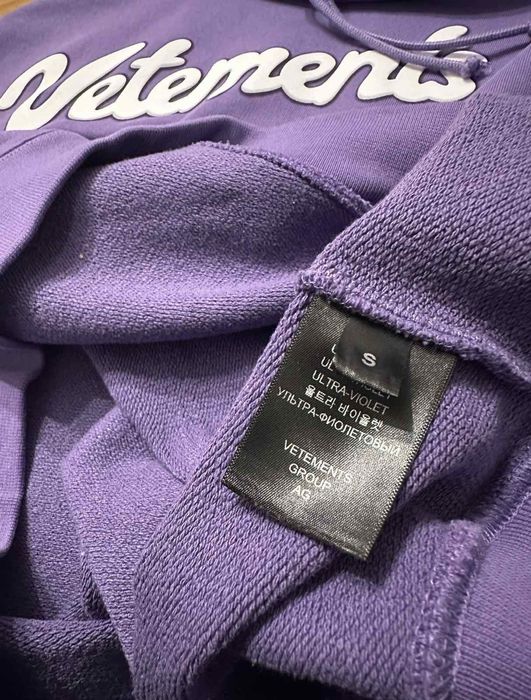 Vetements
S
ULTRA-VIOLET
울트라 바이올렛
УЛЬТРА-ФИОЛЕТОВЫЙ
VETEMENTS
GROUP
AG